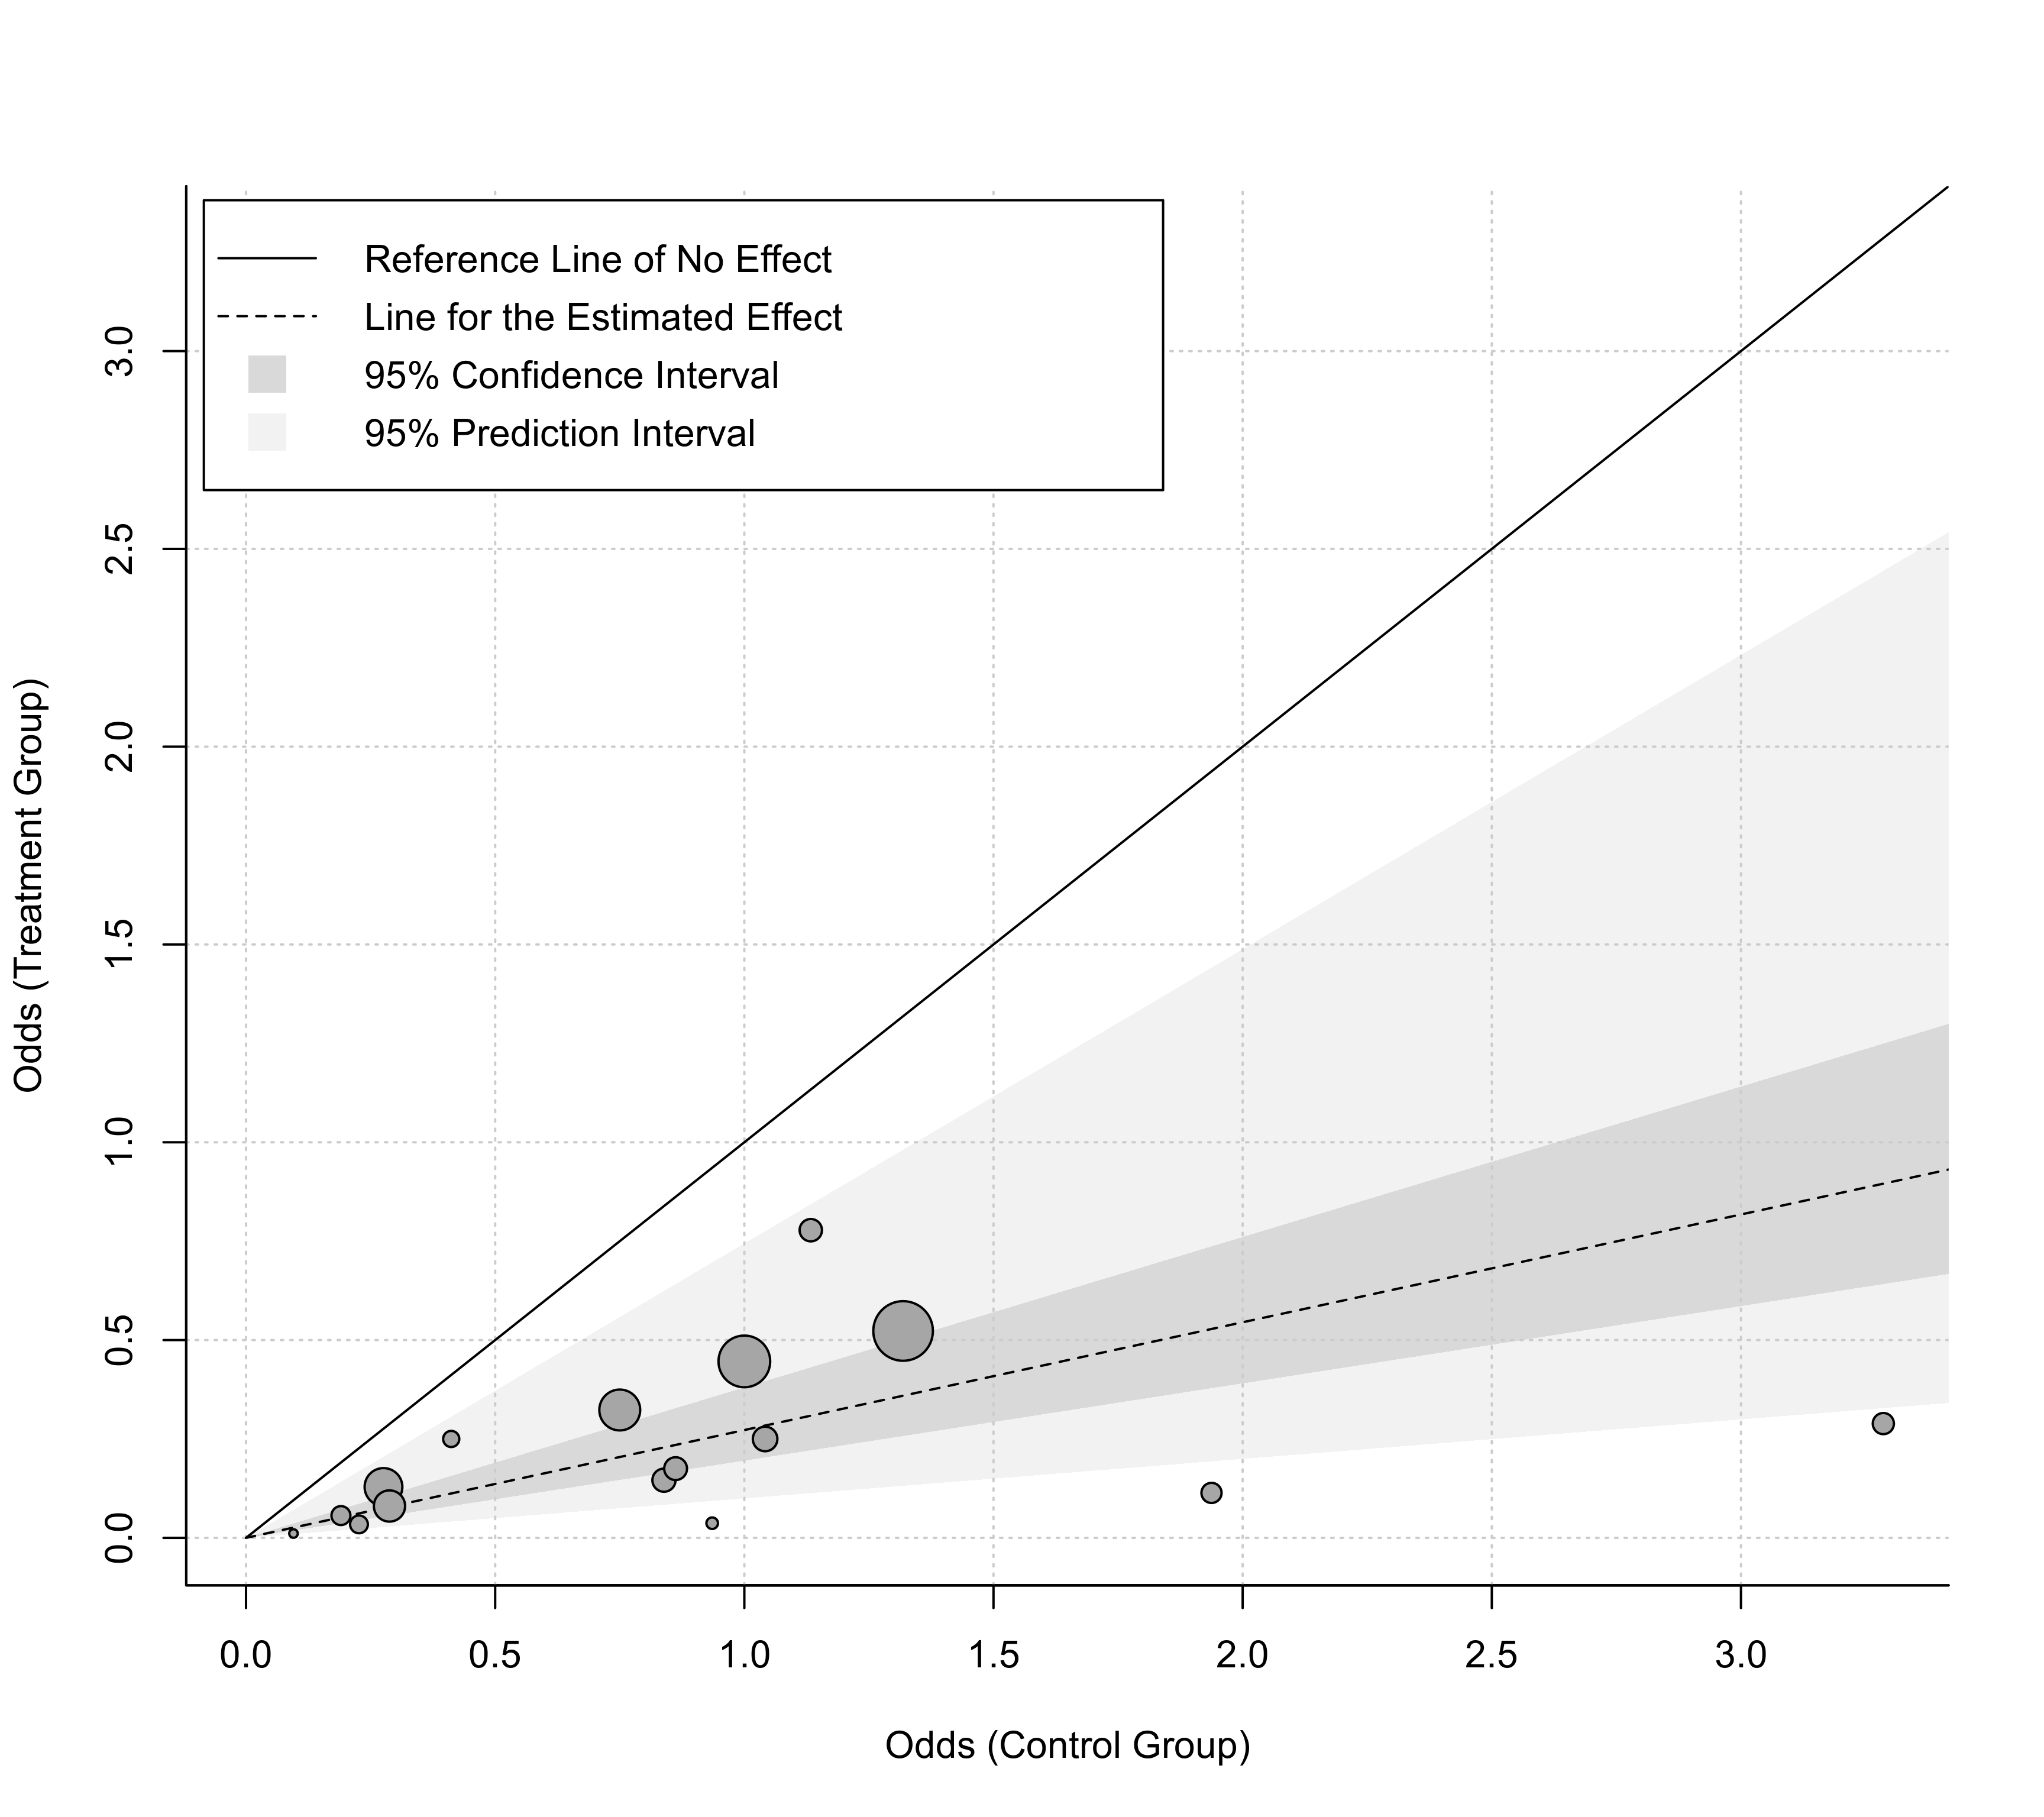 Reference Line of No Effect
Line for the Estimated Effect
95% Confidence Interval
95% Prediction Interval
Odds (Treatment Group)
3.0
2.5
2.0
1.5
1.0
0.5
0.0
0.0 0.5 1.0 1.5 2.0 2.5 3.0
Odds (Control Group)